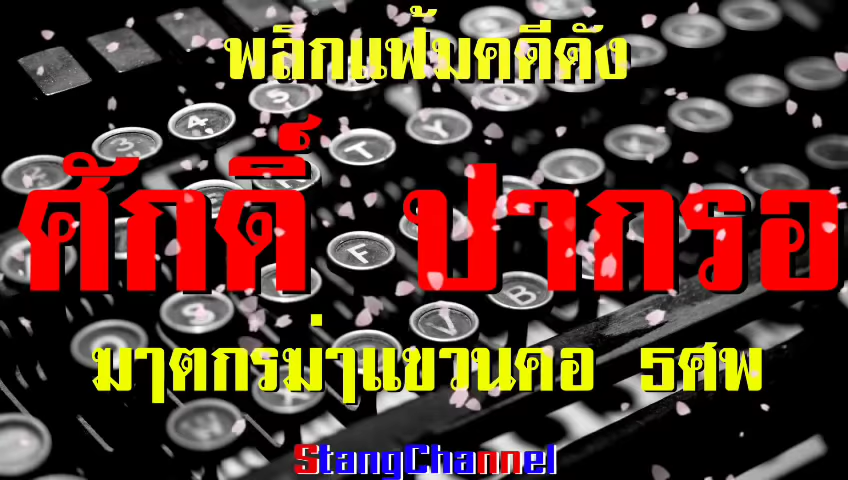 พลิกแฟ้มคดีดัง
ศักดิ์ ปากรอ
ฆาตกรฆ่าแขวนคอ 5ศพ
StangChannel